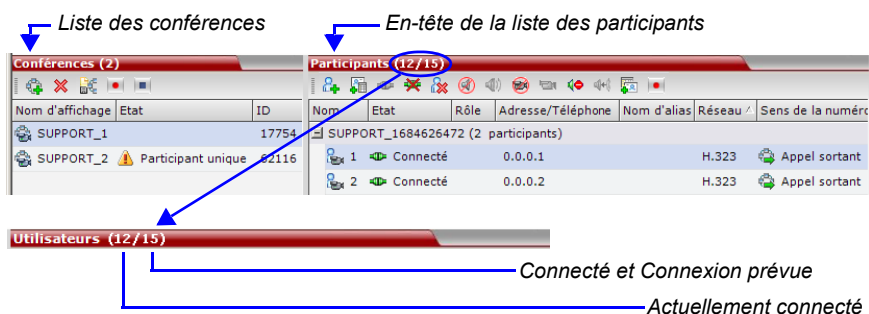 Liste des conférences
En-tête de la liste des participants
Conférences (2)
Participants (12/15)
Nom d'affichage Etat ID
Nom Etat Rôle Adresse/Téléphone Nom d'alias Réseau Sens de la numéro
SUPPORT_1 17754
SUPPORT_1684626472 (2 participants)
SUPPORT_2 Participant unique 62116
1 Connecté 0.0.0.1 H.323 Appel sortant
2 Connecté 0.0.0.2 H.323 Appel sortant
Utilisateurs (12/15)
Connecté et Connexion prévue
Actuellement connecté